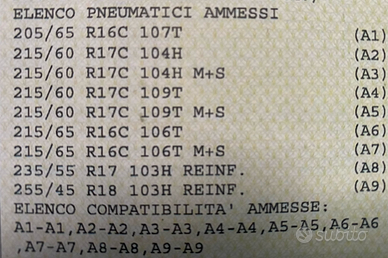 ELENCO PNEUMATICI AMMESSI
205/65 R16C 107T (A1)
215/60 R17C 104H (A2)
215/60 R17C 104H M+S (A3)
215/60 R17C 109T (A4)
215/60 R17C 109T M+S (A5)
215/65 R16C 106T (A6)
215/65 R16C 106T M+S (A7)
235/55 R17 103H REINF. (A8)
255/45 R18 103H REINF. (A9)
ELENCO COMPATIBILITA' AMMESSE:
A1-A1,A2-A2,A3-A3,A4-A4,A5-A5,A6-A6
,A7-A7,A8-A8,A9-A9
subito